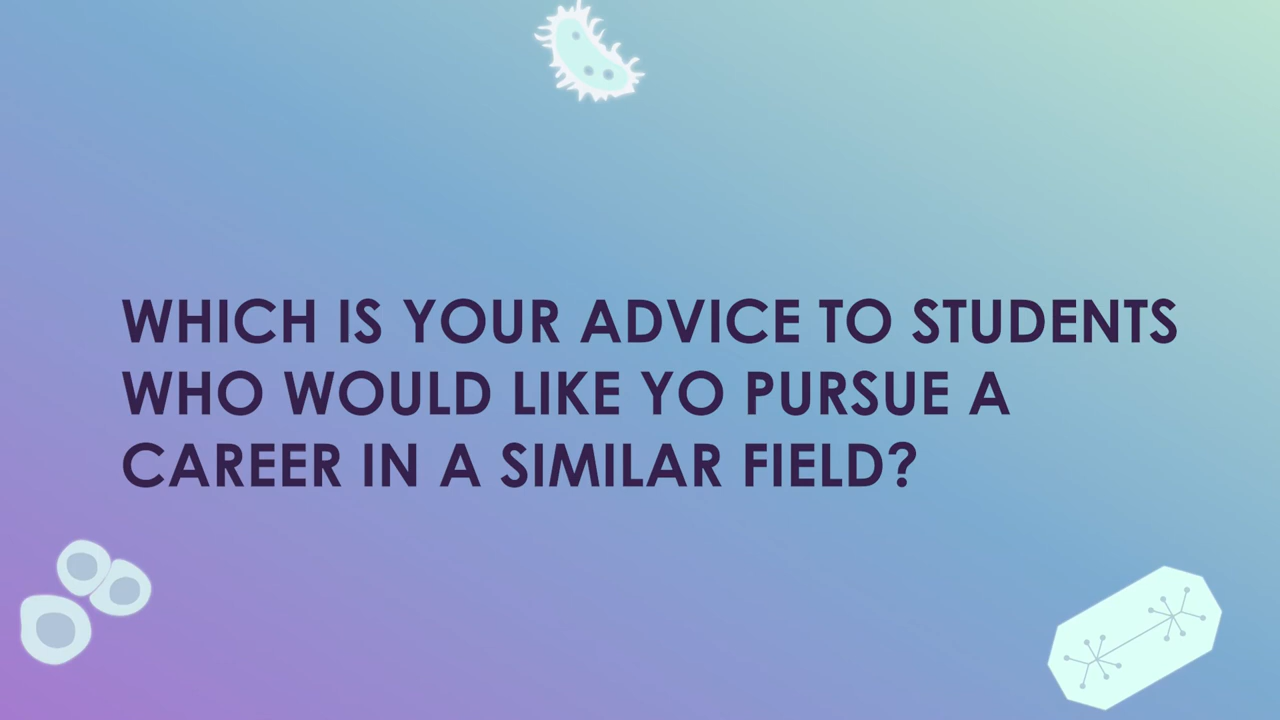 WHICH IS YOUR ADVICE TO STUDENTS
WHO WOULD LIKE YO PURSUE A
CAREER IN A SIMILAR FIELD?